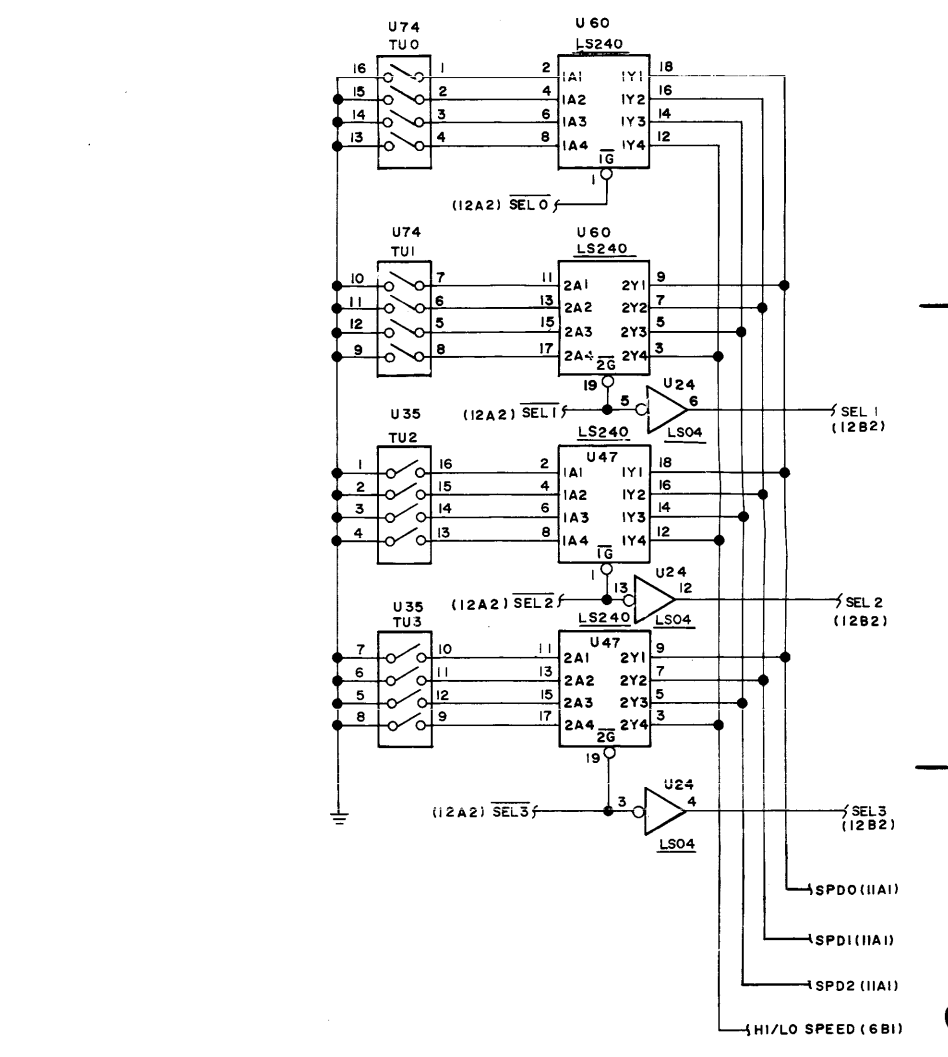 U74
TU0
16 1
15 2
14 3
13 4
U60
LS240
2 1A1 1Y1 18
4 1A2 1Y2 16
6 1A3 1Y3 14
8 1A4 1Y4 12
1G
1
(12A2) SEL0
U74
TU1
10 7
11 6
12 5
9 8
U60
LS240
11 2A1 2Y1 9
13 2A2 2Y2 7
15 2A3 2Y3 5
17 2A4 2Y4 3
2G
19
(12A2) SEL1
5 U24 6
LS04
SEL 1
(12B2)
U35
TU2
1 16
2 15
3 14
4 13
LS240
U47
2 1A1 1Y1 18
4 1A2 1Y2 16
6 1A3 1Y3 14
8 1A4 1Y4 12
1G
1
(12A2) SEL2
13 U24 12
LS04
SEL 2
(12B2)
U35
TU3
7 10
6 11
5 12
8 9
LS240
U47
11 2A1 2Y1 9
13 2A2 2Y2 7
15 2A3 2Y3 5
17 2A4 2Y4 3
2G
19
(12A2) SEL3
3 U24 4
LS04
SEL3
(12B2)
SPD0 (11A1)
SPD1 (11A1)
SPD2 (11A1)
HI/LO SPEED (6B1)